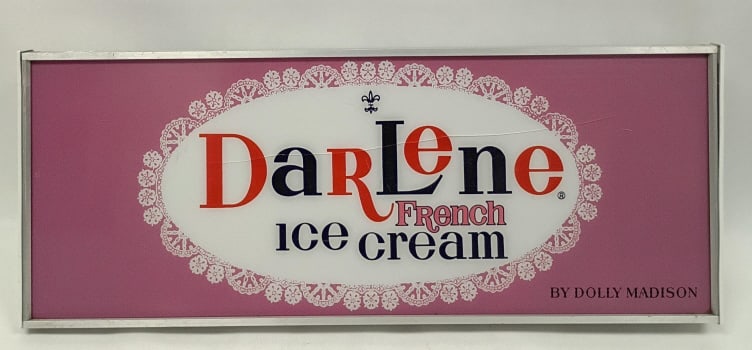 DarLene®
French
ice cream
BY DOLLY MADISON